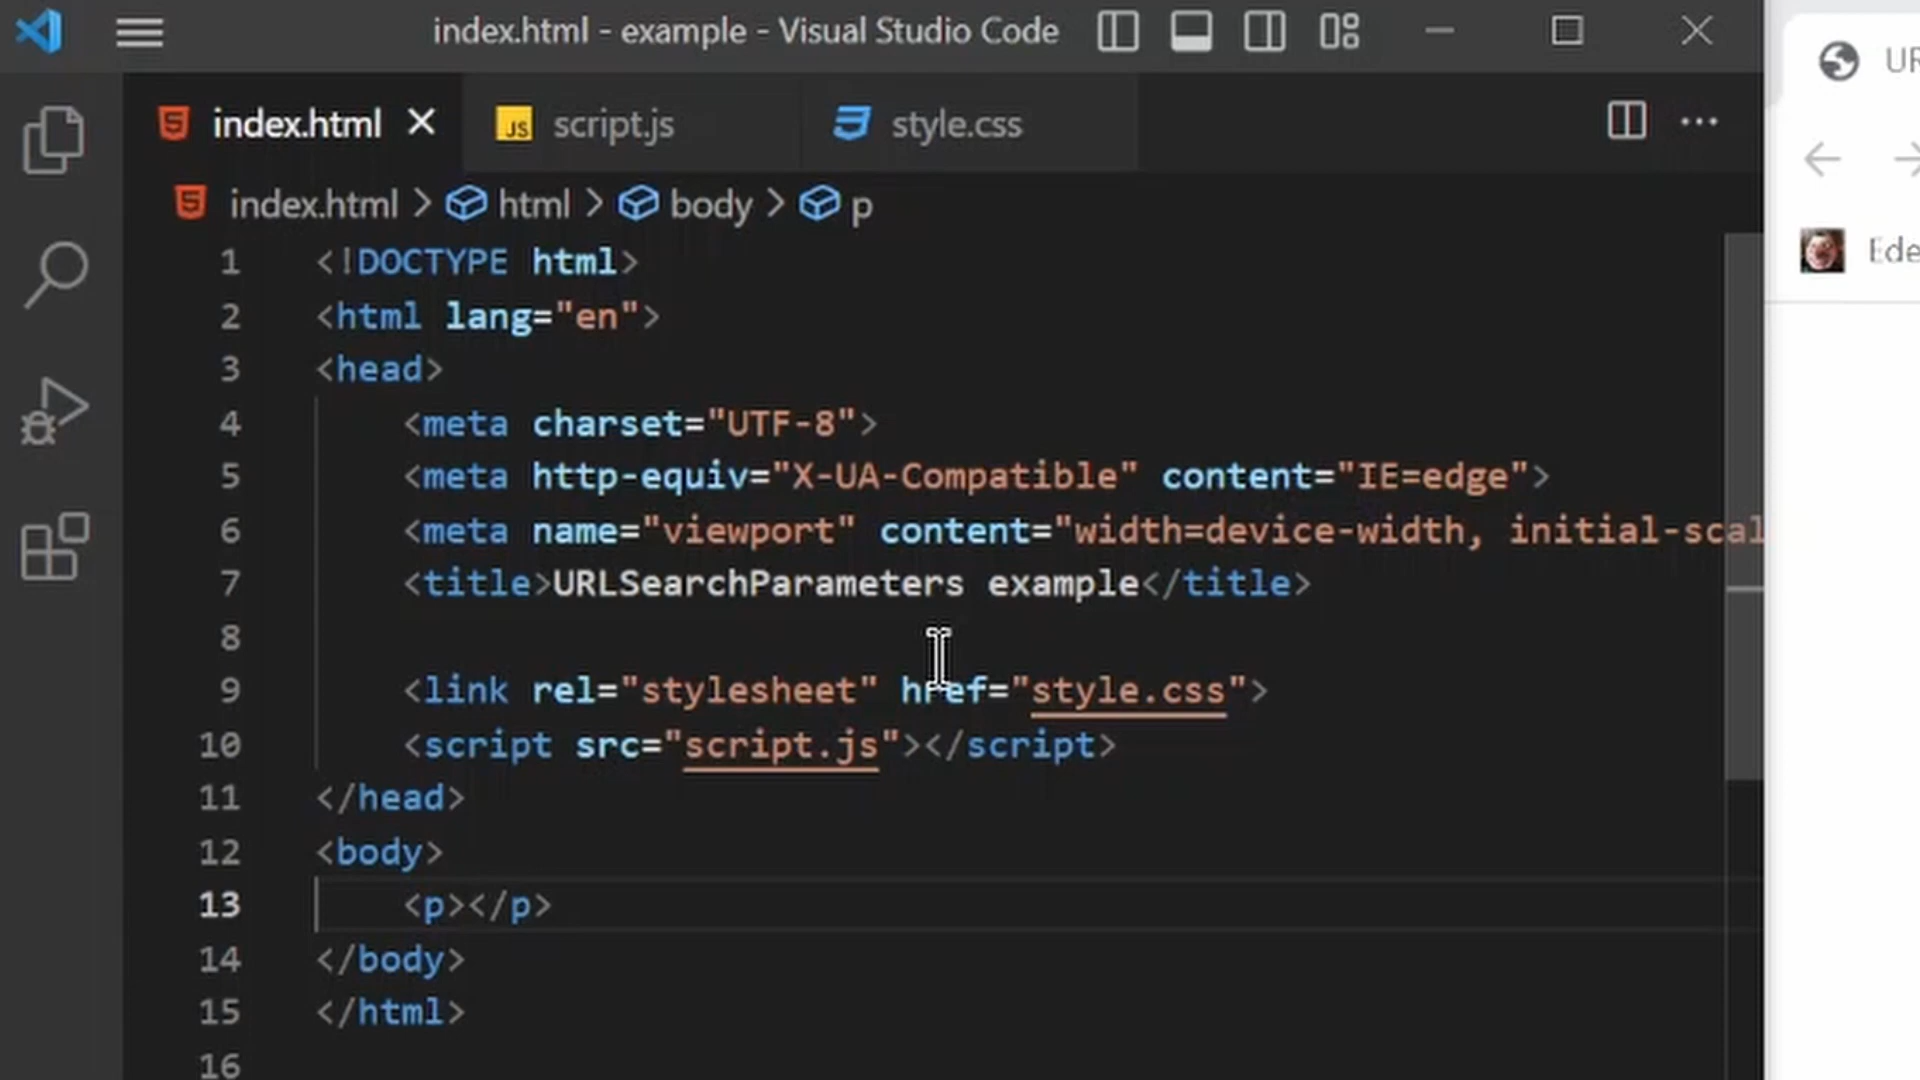 index.html - example - Visual Studio Code
index.html
JS script.js
style.css
index.html > html > body > p
1 <!DOCTYPE html>
2 <html lang="en">
3 <head>
4 <meta charset="UTF-8">
5 <meta http-equiv="X-UA-Compatible" content="IE=edge">
6 <meta name="viewport" content="width=device-width, initial-scal
7 <title>URLSearchParameters example</title>
8
9 <link rel="stylesheet" href="style.css">
10 <script src="script.js"></script>
11 </head>
12 <body>
13 <p></p>
14 </body>
15 </html>
16
UR
Ede